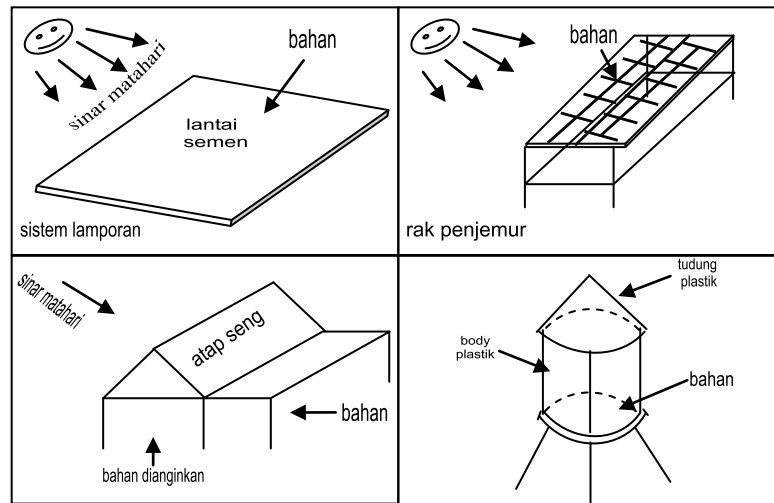 sinar matahari
bahan
lantai
semen
sistem lamporan
bahan
rak penjemur
sinar matahari
atap seng
bahan
bahan dianginkan
tudung
plastik
body
plastik
bahan